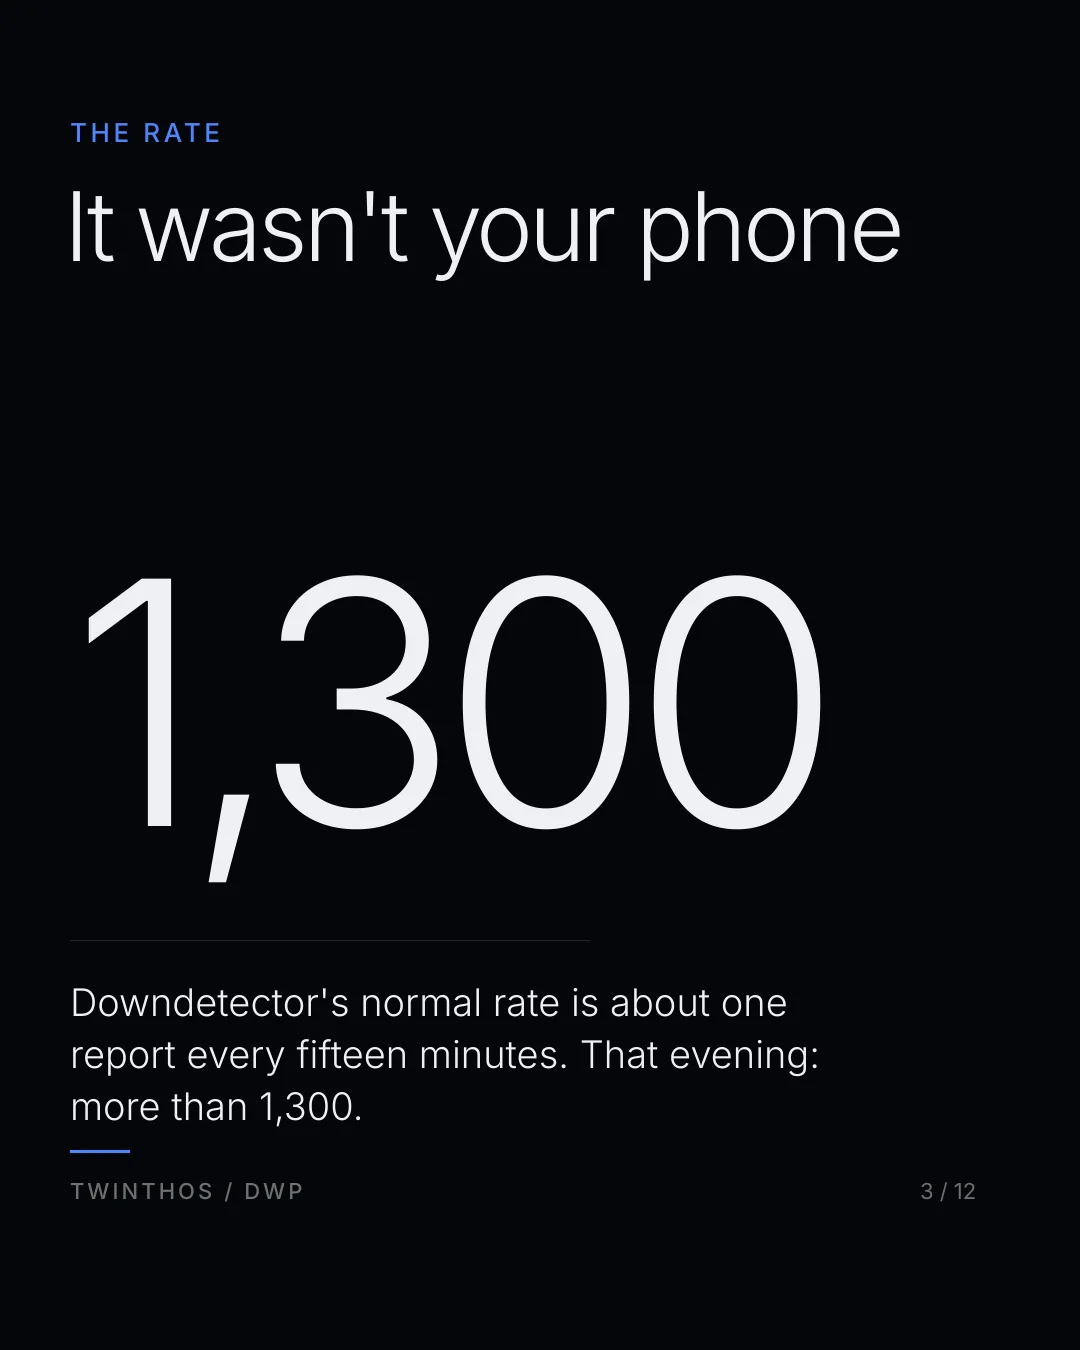 THE RATE
It wasn't your phone
1,300
Downdetector's normal rate is about one
report every fifteen minutes. That evening:
more than 1,300.
TWINTHOS / DWP
3 / 12